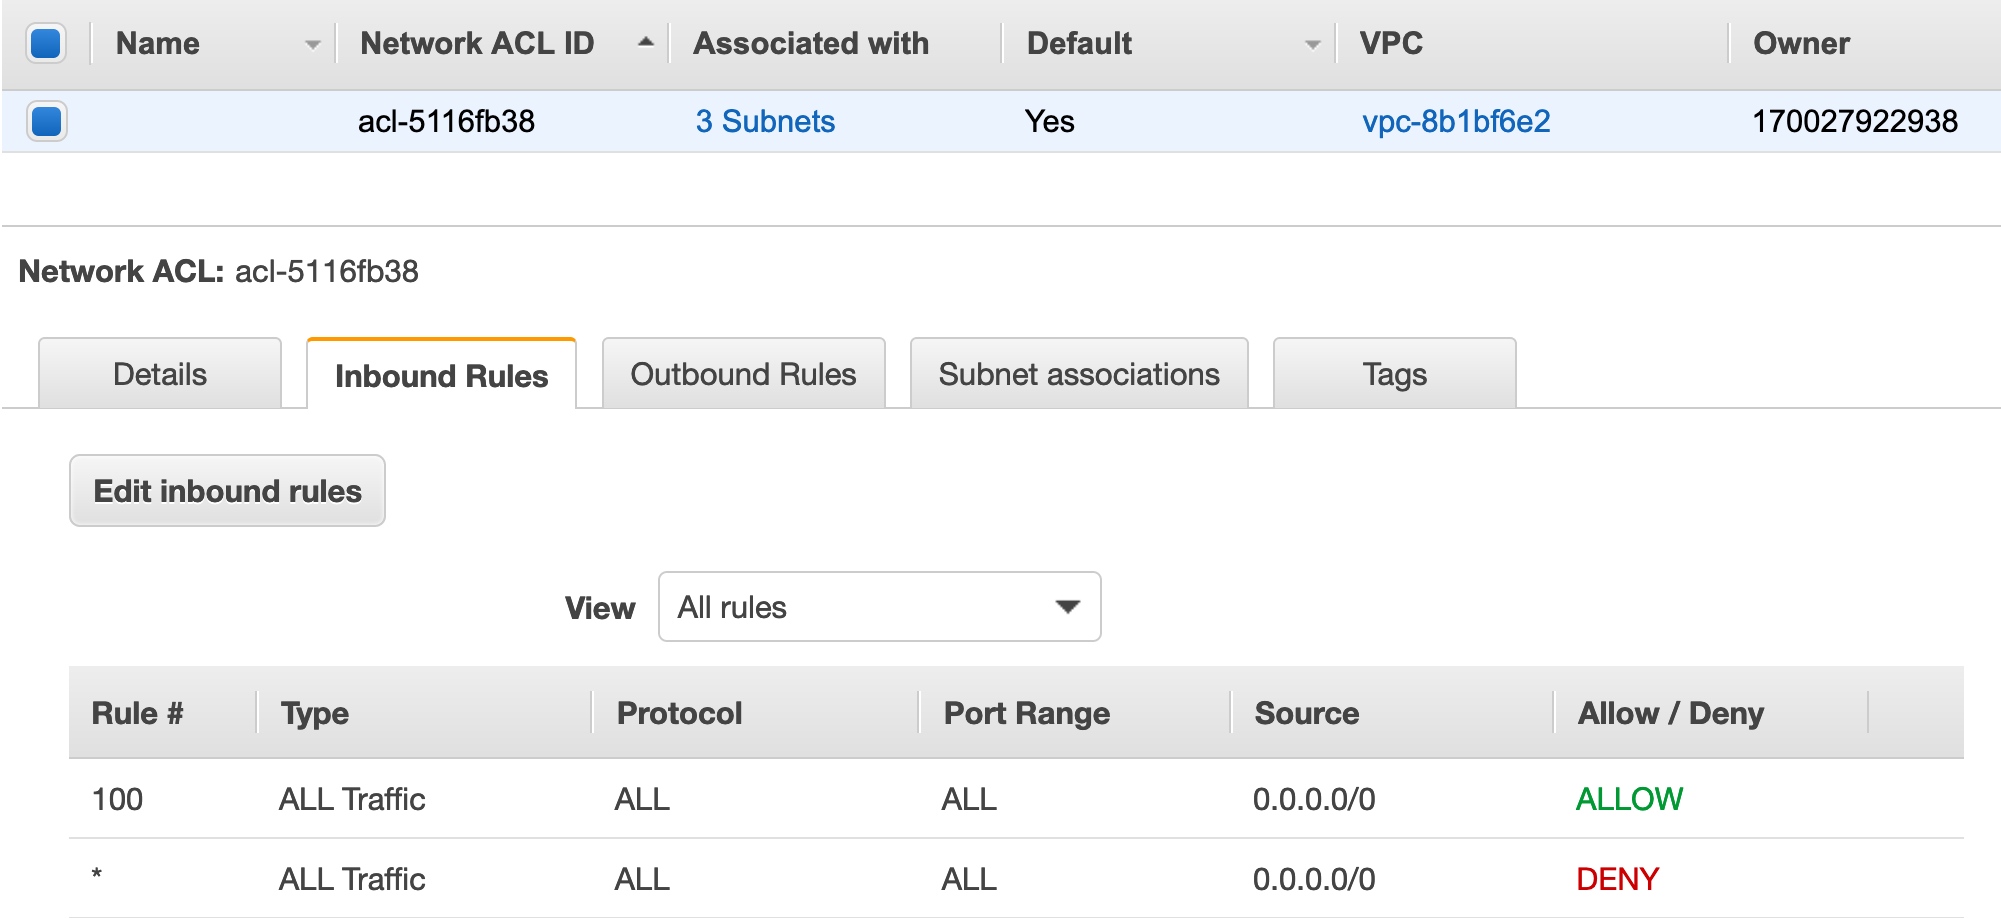 Name Network ACL ID Associated with Default VPC Owner
acl-5116fb38 3 Subnets Yes vpc-8b1bf6e2 170027922938
Network ACL: acl-5116fb38
Details Inbound Rules Outbound Rules Subnet associations Tags
Edit inbound rules
View All rules
Rule # Type Protocol Port Range Source Allow / Deny
100 ALL Traffic ALL ALL 0.0.0.0/0 ALLOW
* ALL Traffic ALL ALL 0.0.0.0/0 DENY